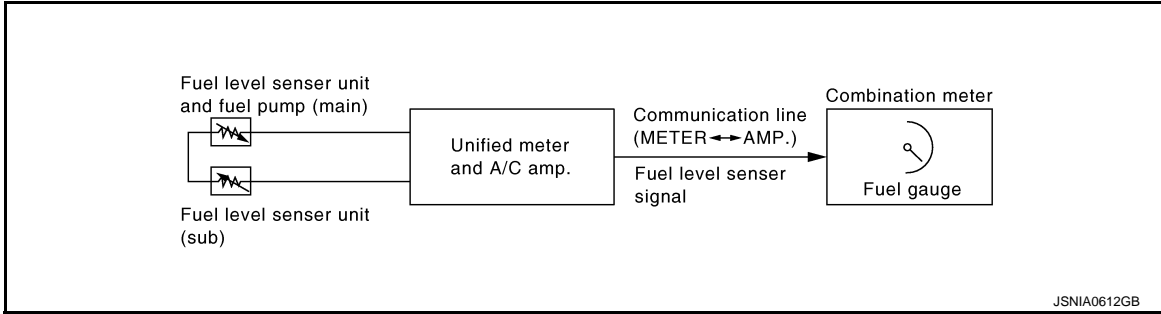 Fuel level senser unit
and fuel pump (main)
Fuel level senser unit
(sub)
Unified meter
and A/C amp.
Communication line
(METER◄─►AMP.)
Fuel level senser
signal
Combination meter
Fuel gauge
JSNIA0612GB